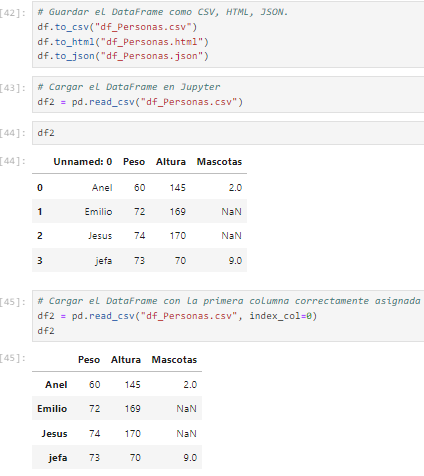 [42]: # Guardar el DataFrame como CSV, HTML, JSON.
df.to_csv("df_Personas.csv")
df.to_html("df_Personas.html")
df.to_json("df_Personas.json")
[43]: # Cargar el DataFrame en Jupyter
df2 = pd.read_csv("df_Personas.csv")
[44]: df2
[44]: Unnamed: 0 Peso Altura Mascotas
0 Anel 60 145 2.0
1 Emilio 72 169 NaN
2 Jesus 74 170 NaN
3 jefa 73 70 9.0
[45]: # Cargar el DataFrame con la primera columna correctamente asignada
df2 = pd.read_csv("df_Personas.csv", index_col=0)
df2
[45]: Peso Altura Mascotas
Anel 60 145 2.0
Emilio 72 169 NaN
Jesus 74 170 NaN
jefa 73 70 9.0